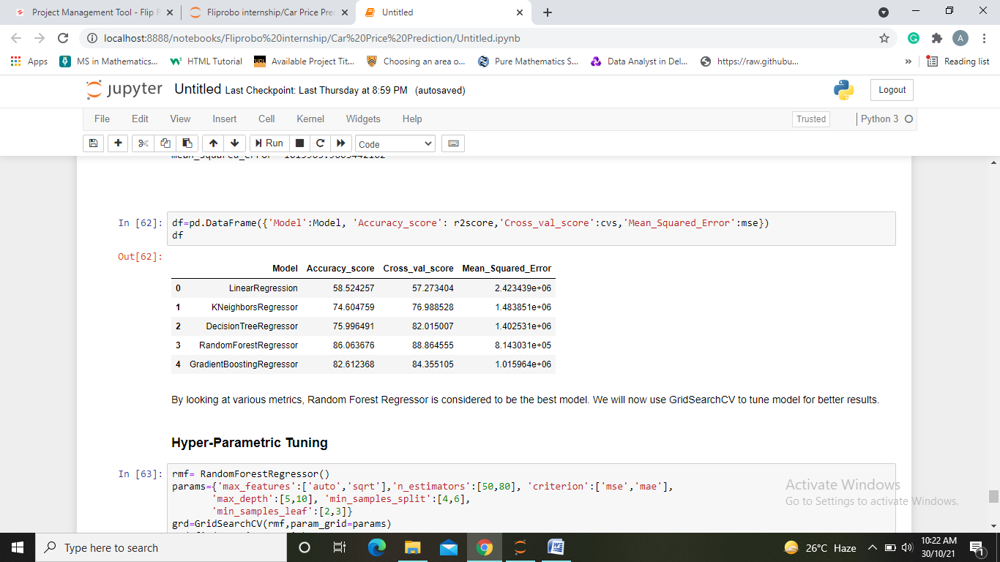 Project Management Tool - Flip R
Fliprobo internship/Car Price Pre
Untitled
localhost:8888/notebooks/Fliprobo%20internship/Car%20Price%20Prediction/Untitled.ipynb
A
Apps
MS in Mathematics...
HTML Tutorial
UCL
Available Project Tit...
Choosing an area o...
Pure Mathematics S...
Data Analyst in Del...
https://raw.githubu...
»
Reading list
jupyter Untitled Last Checkpoint: Last Thursday at 8:59 PM (autosaved)
Logout
File Edit View Insert Cell Kernel Widgets Help
Trusted
Python 3
Run
Code
In [62]: df=pd.DataFrame({'Model':Model, 'Accuracy_score': r2score,'Cross_val_score':cvs,'Mean_Squared_Error':mse})
df
Out[62]:
Model Accuracy_score Cross_val_score Mean_Squared_Error
0 LinearRegression 58.524257 57.273404 2.423439e+06
1 KNeighborsRegressor 74.604759 76.988528 1.483851e+06
2 DecisionTreeRegressor 75.996491 82.015007 1.402531e+06
3 RandomForestRegressor 86.063676 88.864555 8.143031e+05
4 GradientBoostingRegressor 82.612368 84.355105 1.015964e+06
By looking at various metrics, Random Forest Regressor is considered to be the best model. We will now use GridSearchCV to tune model for better results.
Hyper-Parametric Tuning
In [63]: rmf= RandomForestRegressor()
params={'max_features':['auto','sqrt'],'n_estimators':[50,80], 'criterion':['mse','mae'],
'max_depth':[5,10], 'min_samples_split':[4,6],
'min_samples_leaf':[2,3]}
grd=GridSearchCV(rmf,param_grid=params)
Activate Windows
Go to Settings to activate Windows.
Type here to search
26°C Haze
10:22 AM
30/10/21
1